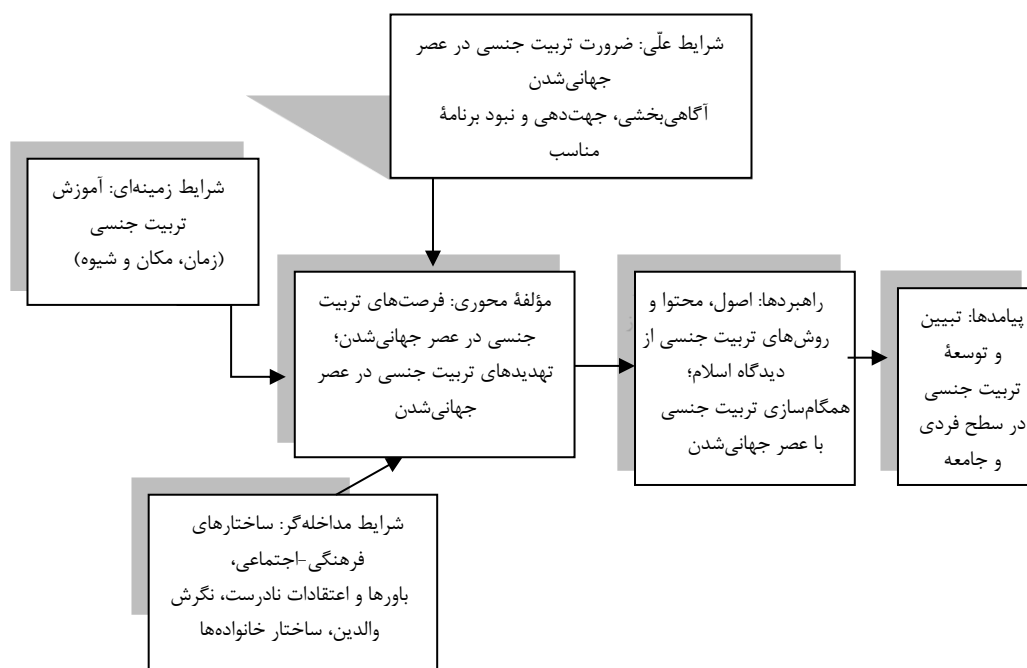 شرایط علّی: ضرورت تربیت جنسی در عصر
جهانی‌شدن
آگاهی‌بخشی، جهت‌دهی و نبود برنامهٔ
مناسب
شرایط زمینه‌ای: آموزش
تربیت جنسی
(زمان، مکان و شیوه)
مؤلفهٔ محوری: فرصت‌های تربیت
جنسی در عصر جهانی‌شدن؛
تهدیدهای تربیت جنسی در عصر
جهانی‌شدن
راهبردها: اصول، محتوا و
روش‌های تربیت جنسی از
دیدگاه اسلام؛
همگام‌سازی تربیت جنسی
با عصر جهانی‌شدن
پیامدها: تبیین
و توسعهٔ
تربیت جنسی
در سطح فردی
و جامعه
شرایط مداخله‌گر: ساختارهای
فرهنگی-اجتماعی،
باورها و اعتقادات نادرست، نگرش
والدین، ساختار خانواده‌ها